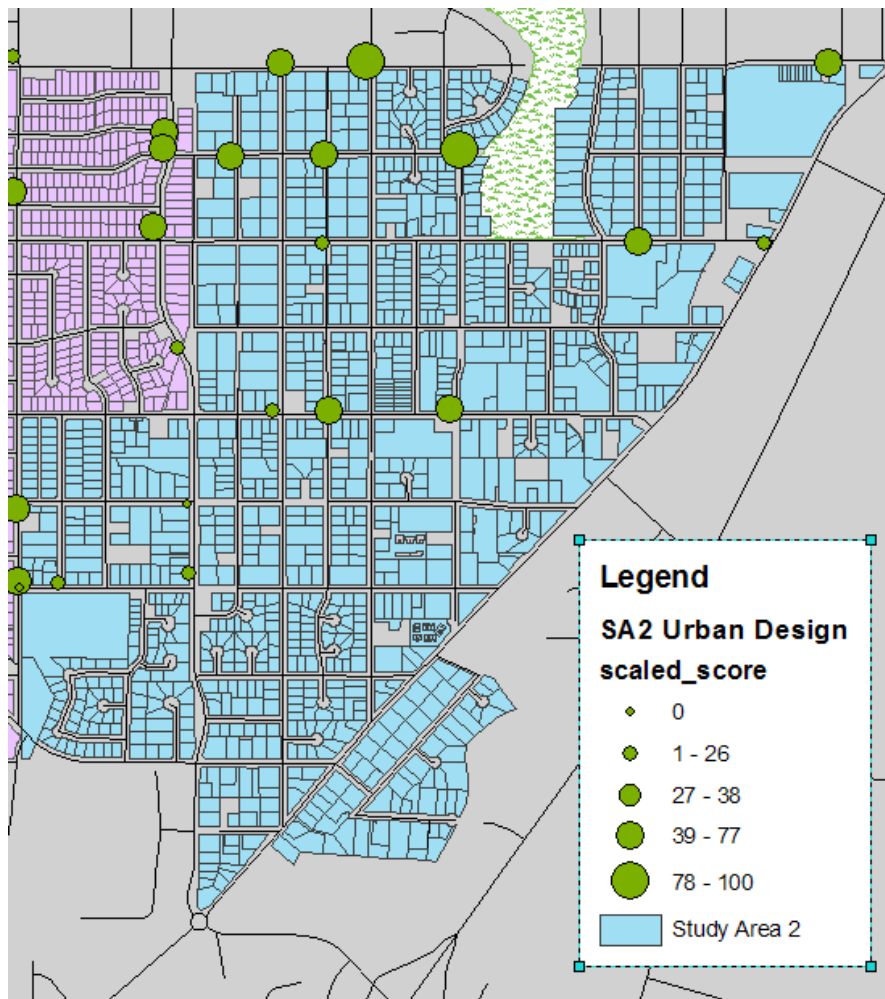 Legend
SA2 Urban Design
scaled_score
0
1 - 26
27 - 38
39 - 77
78 - 100
Study Area 2